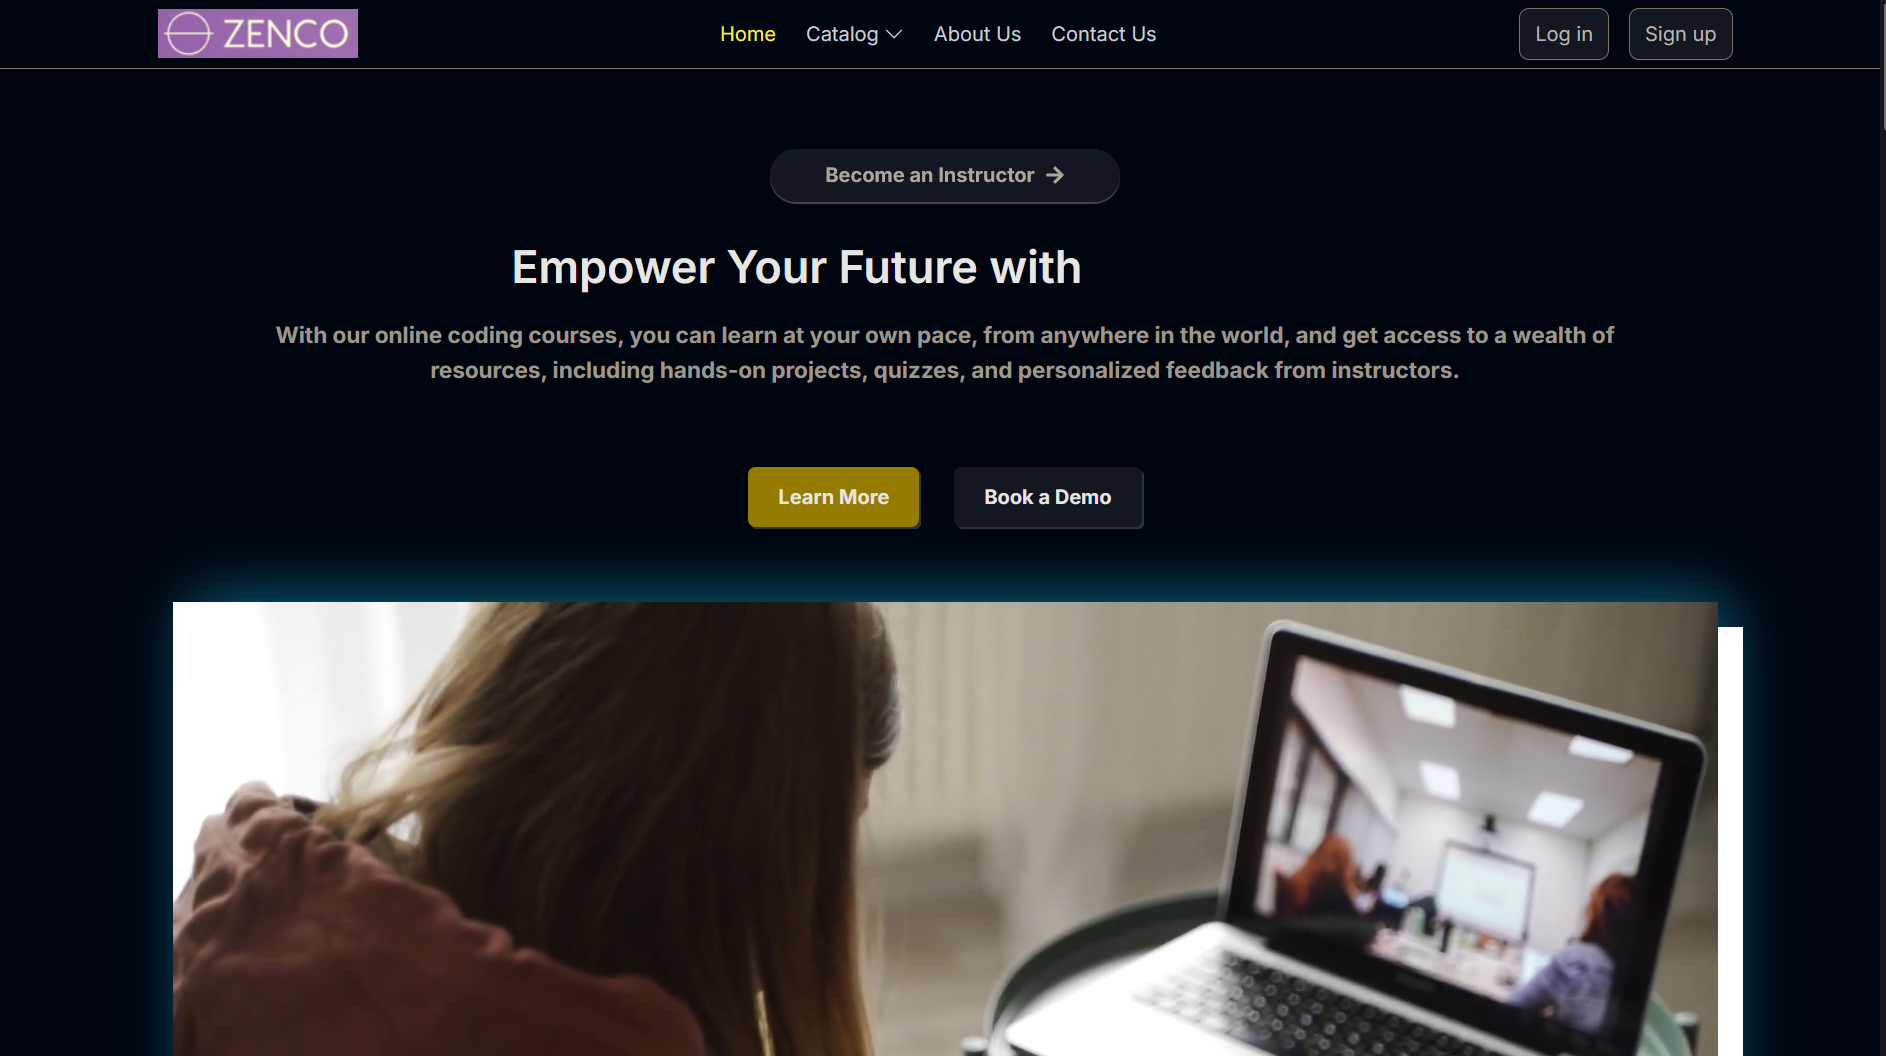 ZENCO
Home
Catalog
About Us
Contact Us
Log in
Sign up
Become an Instructor
Empower Your Future with
With our online coding courses, you can learn at your own pace, from anywhere in the world, and get access to a wealth of
resources, including hands-on projects, quizzes, and personalized feedback from instructors.
Learn More
Book a Demo